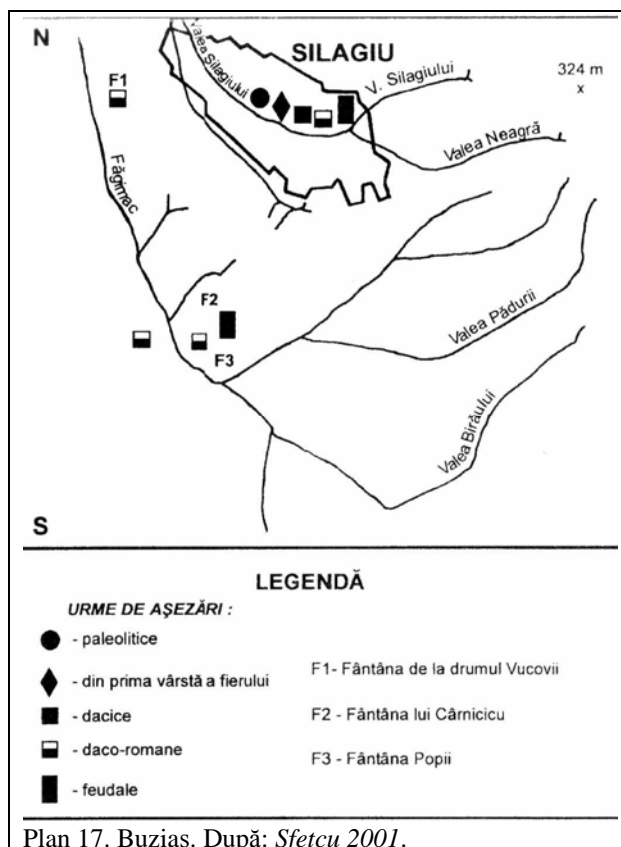 N
SILAGIU
F1
Valea Silagiului
V. Silagiului
324 m
x
Valea Neagră
Făgimac
F2
F3
Valea Pădurii
Valea Birăului
S
LEGENDĂ
URME DE AŞEZĂRI :
- paleolitice
- din prima vârstă a fierului
- dacice
- daco-romane
- feudale
F1- Fântâna de la drumul Vucovii
F2 - Fântâna lui Cârnicicu
F3 - Fântâna Popii
Plan 17. Buziaş. După: Sfetcu 2001.